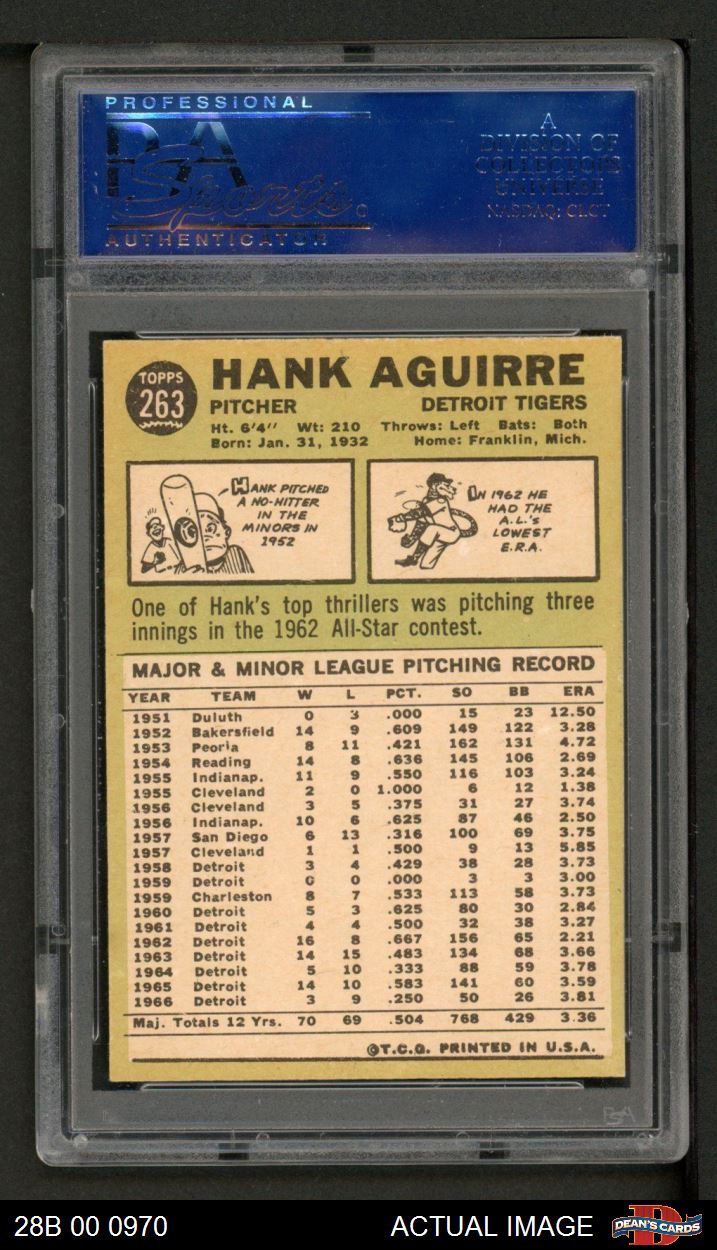 PROFESSIONAL
PSA
Sports
AUTHENTICATOR
A
DIVISION OF
COLLECTORS
UNIVERSE
NASDAQ: CLCT
TOPPS
263
HANK AGUIRRE
PITCHER DETROIT TIGERS
Ht. 6'4" Wt: 210 Throws: Left Bats: Both
Born: Jan. 31, 1932 Home: Franklin, Mich.
HANK PITCHED
A NO-HITTER
IN THE
MINORS IN
1952
IN 1962 HE
HAD THE
A.L.'s
LOWEST
E.R.A.
One of Hank's top thrillers was pitching three
innings in the 1962 All-Star contest.
MAJOR & MINOR LEAGUE PITCHING RECORD
YEAR TEAM W L PCT. SO BB ERA
1951 Duluth 0 3 .000 15 23 12.50
1952 Bakersfield 14 9 .609 149 122 3.28
1953 Peoria 8 11 .421 162 131 4.72
1954 Reading 14 8 .636 145 106 2.69
1955 Indianap. 11 9 .550 116 103 3.24
1955 Cleveland 2 0 1.000 6 12 1.38
1956 Cleveland 3 5 .375 31 27 3.74
1956 Indianap. 10 6 .625 87 46 2.50
1957 San Diego 6 13 .316 100 69 3.75
1957 Cleveland 1 1 .500 9 13 5.85
1958 Detroit 3 4 .429 38 28 3.73
1959 Detroit 0 0 .000 3 3 3.00
1959 Charleston 8 7 .533 113 58 3.73
1960 Detroit 5 3 .625 80 30 2.84
1961 Detroit 4 4 .500 32 38 3.27
1962 Detroit 16 8 .667 156 65 2.21
1963 Detroit 14 15 .483 134 68 3.66
1964 Detroit 5 10 .333 88 59 3.78
1965 Detroit 14 10 .583 141 60 3.59
1966 Detroit 3 9 .250 50 26 3.81
Maj. Totals 12 Yrs. 70 69 .504 768 429 3.36
©T.C.G. PRINTED IN U.S.A.
PSA
28B 00 0970 ACTUAL IMAGE DEAN'S CARDS